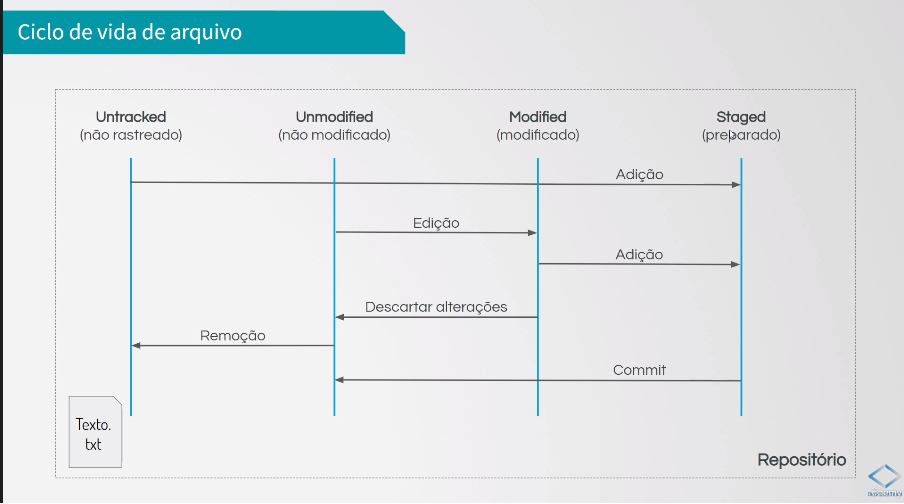 Ciclo de vida de arquivo
Untracked
(não rastreado)
Unmodified
(não modificado)
Modified
(modificado)
Staged
(preparado)
Adição
Edição
Adição
Descartar alterações
Remoção
Commit
Texto.
txt
Repositório